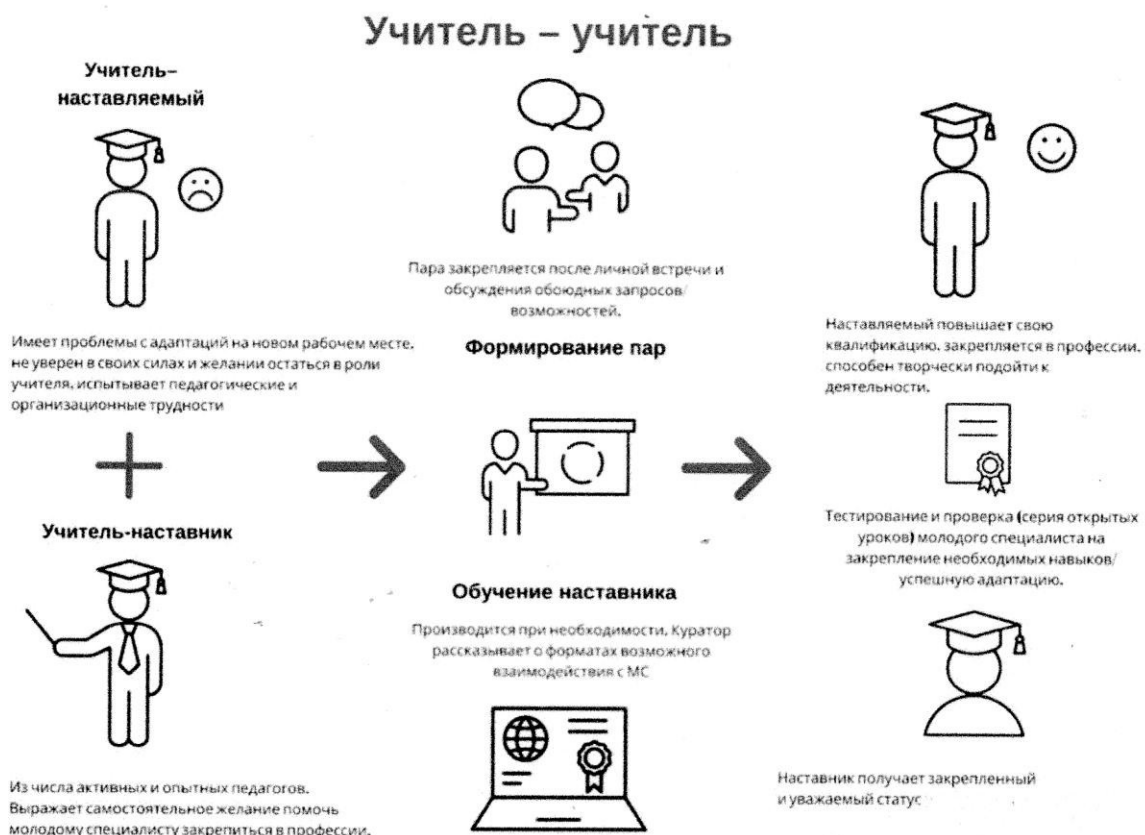 Учитель – учитель
Учитель–
наставляемый
Имеет проблемы с адаптаций на новом рабочем месте,
не уверен в своих силах и желании остаться в роли
учителя, испытывает педагогические и
организационные трудности
Учитель-наставник
Из числа активных и опытных педагогов.
Выражает самостоятельное желание помочь
молодому специалисту закрепиться в профессии.
Пара закрепляется после личной встречи и
обсуждения обоюдных запросов/
возможностей.
Формирование пар
Обучение наставника
Производится при необходимости. Куратор
рассказывает о форматах возможного
взаимодействия с МС
Наставляемый повышает свою
квалификацию, закрепляется в профессии,
способен творчески подойти к
деятельности.
Тестирование и проверка (серия открытых
уроков) молодого специалиста на
закрепление необходимых навыков/
успешную адаптацию.
Наставник получает закрепленный
и уважаемый статус